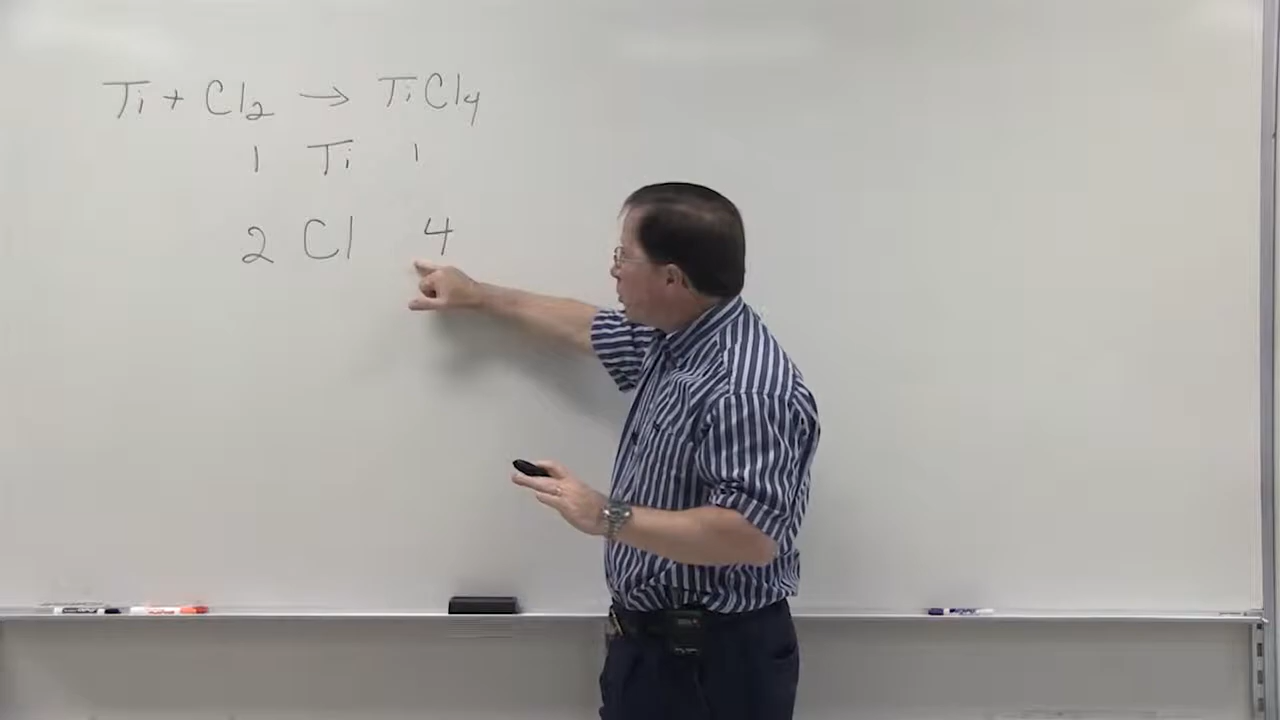 Ti + Cl₂ → TiCl₄
1 Ti 1
2 Cl 4